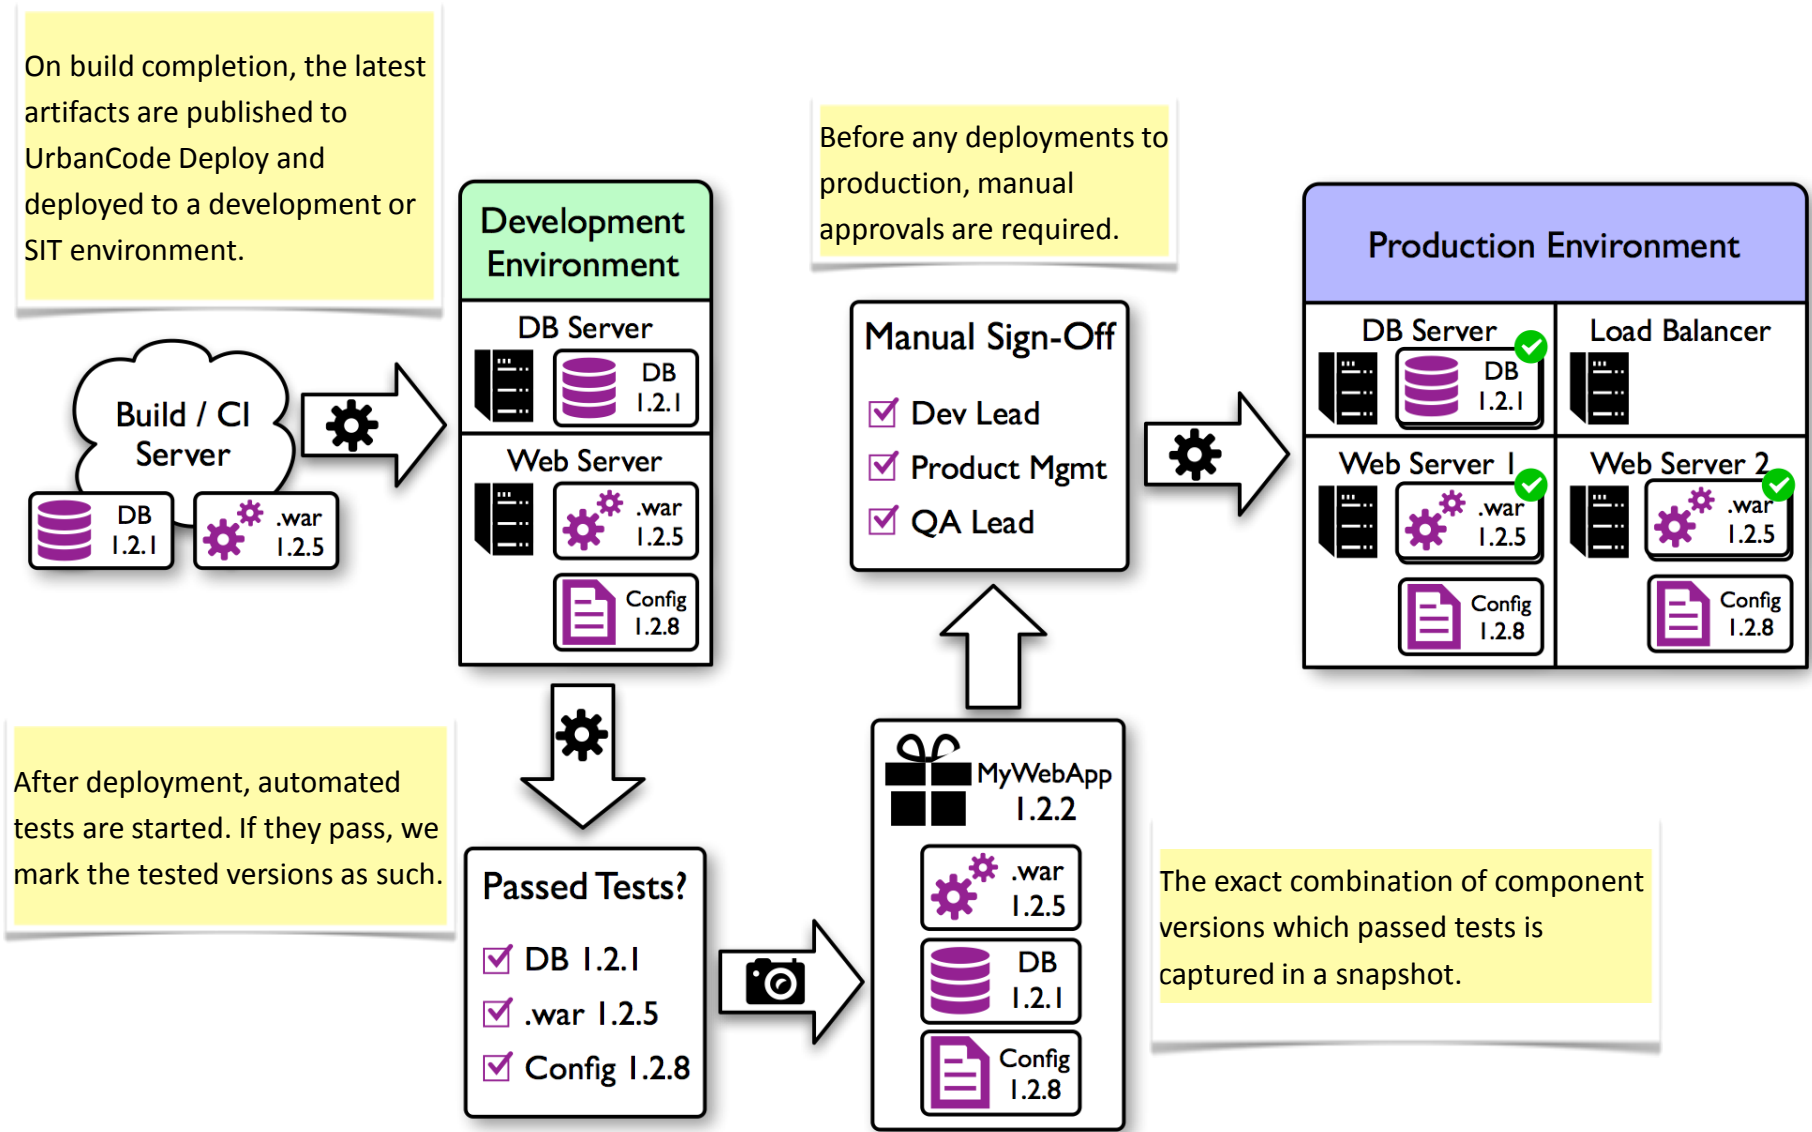 On build completion, the latest
artifacts are published to
UrbanCode Deploy and
deployed to a development or
SIT environment.
Build / CI
Server
DB
1.2.1
.war
1.2.5
Development
Environment
DB Server
DB
1.2.1
Web Server
.war
1.2.5
Config
1.2.8
After deployment, automated
tests are started. If they pass, we
mark the tested versions as such.
Passed Tests?
DB 1.2.1
.war 1.2.5
Config 1.2.8
MyWebApp
1.2.2
.war
1.2.5
DB
1.2.1
Config
1.2.8
The exact combination of component
versions which passed tests is
captured in a snapshot.
Before any deployments to
production, manual
approvals are required.
Manual Sign-Off
Dev Lead
Product Mgmt
QA Lead
Production Environment
DB Server
DB
1.2.1
Load Balancer
Web Server 1
.war
1.2.5
Config
1.2.8
Web Server 2
.war
1.2.5
Config
1.2.8